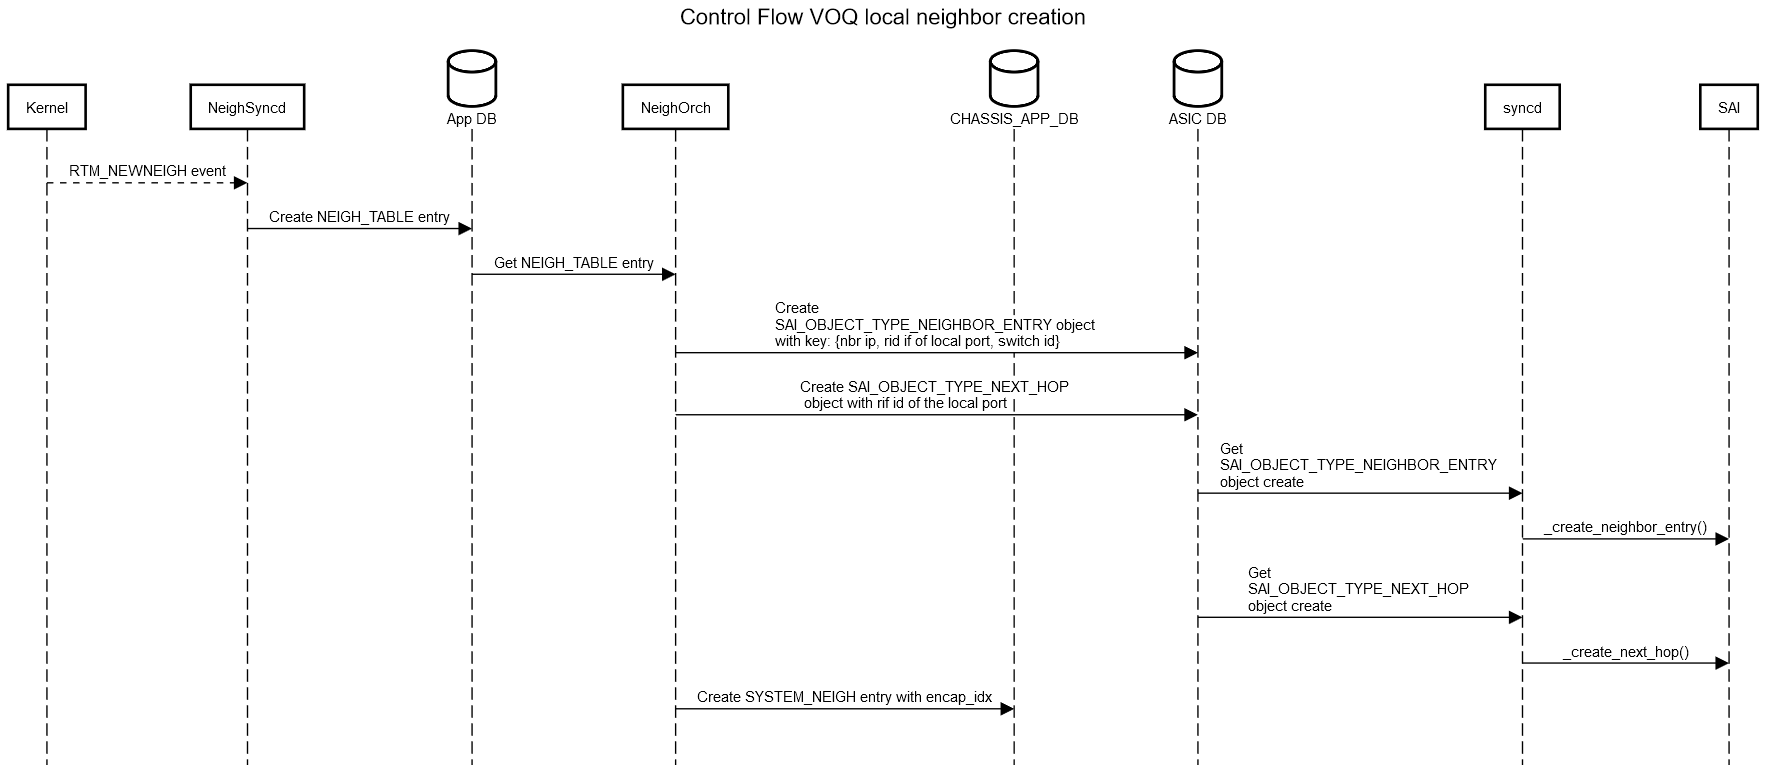 Control Flow VOQ local neighbor creation
Kernel
NeighSyncd
App DB
NeighOrch
CHASSIS_APP_DB
ASIC DB
syncd
SAI
RTM_NEWNEIGH event
Create NEIGH_TABLE entry
Get NEIGH_TABLE entry
Create
SAI_OBJECT_TYPE_NEIGHBOR_ENTRY object
with key: {nbr ip, rid if of local port, switch id}
Create SAI_OBJECT_TYPE_NEXT_HOP
object with rif id of the local port
Get
SAI_OBJECT_TYPE_NEIGHBOR_ENTRY
object create
_create_neighbor_entry()
Get
SAI_OBJECT_TYPE_NEXT_HOP
object create
_create_next_hop()
Create SYSTEM_NEIGH entry with encap_idx